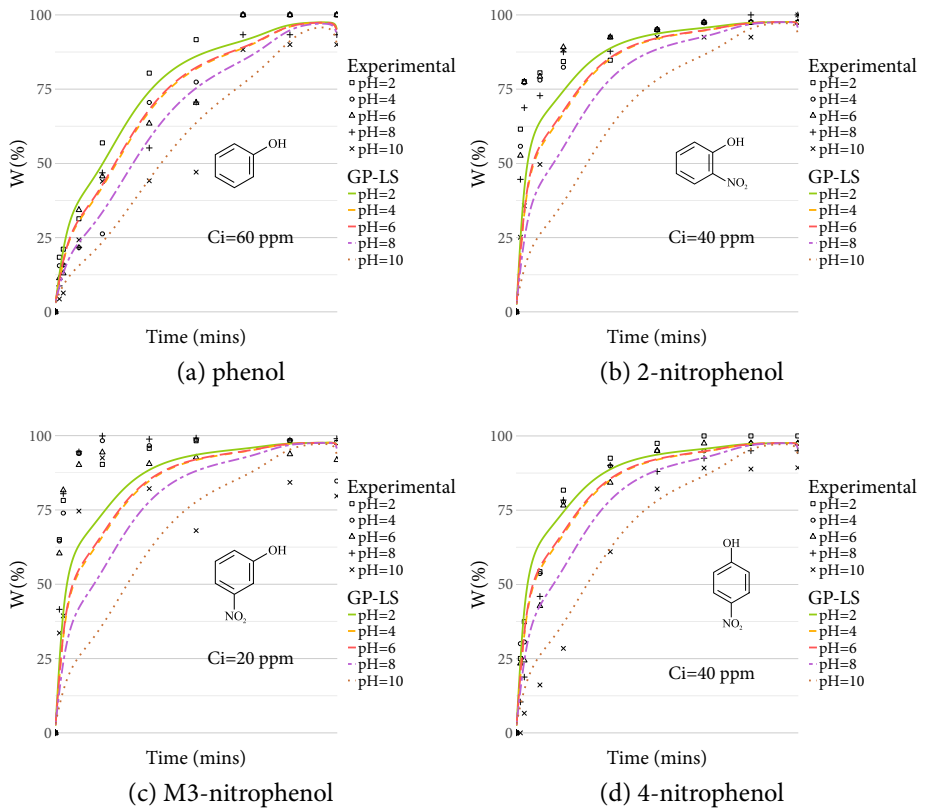 (a) phenol
W(%)
100
75
50
25
0
Time (mins)
OH
Ci=60 ppm
Experimental
pH=2
pH=4
pH=6
pH=8
pH=10
GP-LS
pH=2
pH=4
pH=6
pH=8
pH=10
(b) 2-nitrophenol
W(%)
100
75
50
25
0
Time (mins)
OH
NO₂
Ci=40 ppm
Experimental
pH=2
pH=4
pH=6
pH=8
pH=10
GP-LS
pH=2
pH=4
pH=6
pH=8
pH=10
(c) M3-nitrophenol
W(%)
100
75
50
25
0
Time (mins)
OH
NO₂
Ci=20 ppm
Experimental
pH=2
pH=4
pH=6
pH=8
pH=10
GP-LS
pH=2
pH=4
pH=6
pH=8
pH=10
(d) 4-nitrophenol
W(%)
100
75
50
25
0
Time (mins)
OH
NO₂
Ci=40 ppm
Experimental
pH=2
pH=4
pH=6
pH=8
pH=10
GP-LS
pH=2
pH=4
pH=6
pH=8
pH=10